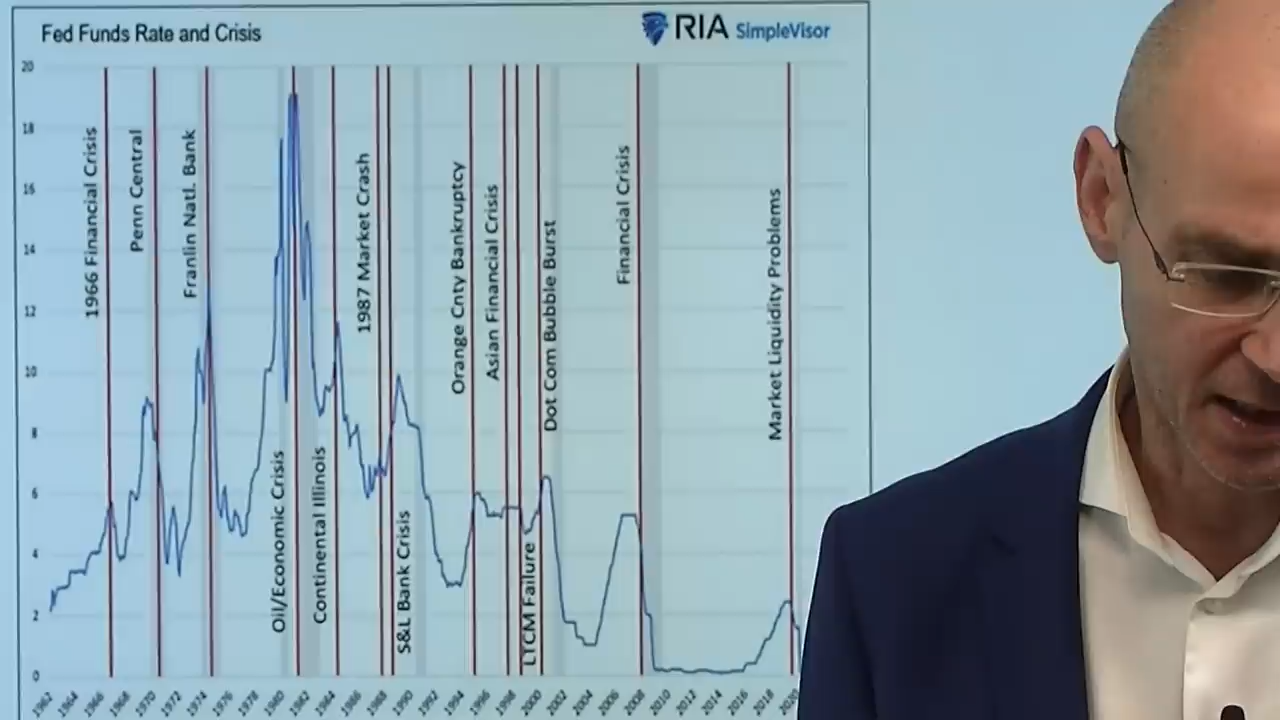 Fed Funds Rate and Crisis
RIA SimpleVisor
20
18
16
14
12
10
8
6
4
2
0
1966 Financial Crisis
Penn Central
Franlin Natl. Bank
Oil/Economic Crisis
Continental Illinois
1987 Market Crash
S&L Bank Crisis
Orange Cnty Bankruptcy
Asian Financial Crisis
LTCM Failure
Dot Com Bubble Burst
Financial Crisis
Market Liquidity Problems
1962
1964
1966
1968
1970
1972
1974
1976
1978
1980
1982
1984
1986
1988
1990
1992
1994
1996
1998
2000
2002
2004
2006
2008
2010
2012
2014
2016
2018
2020